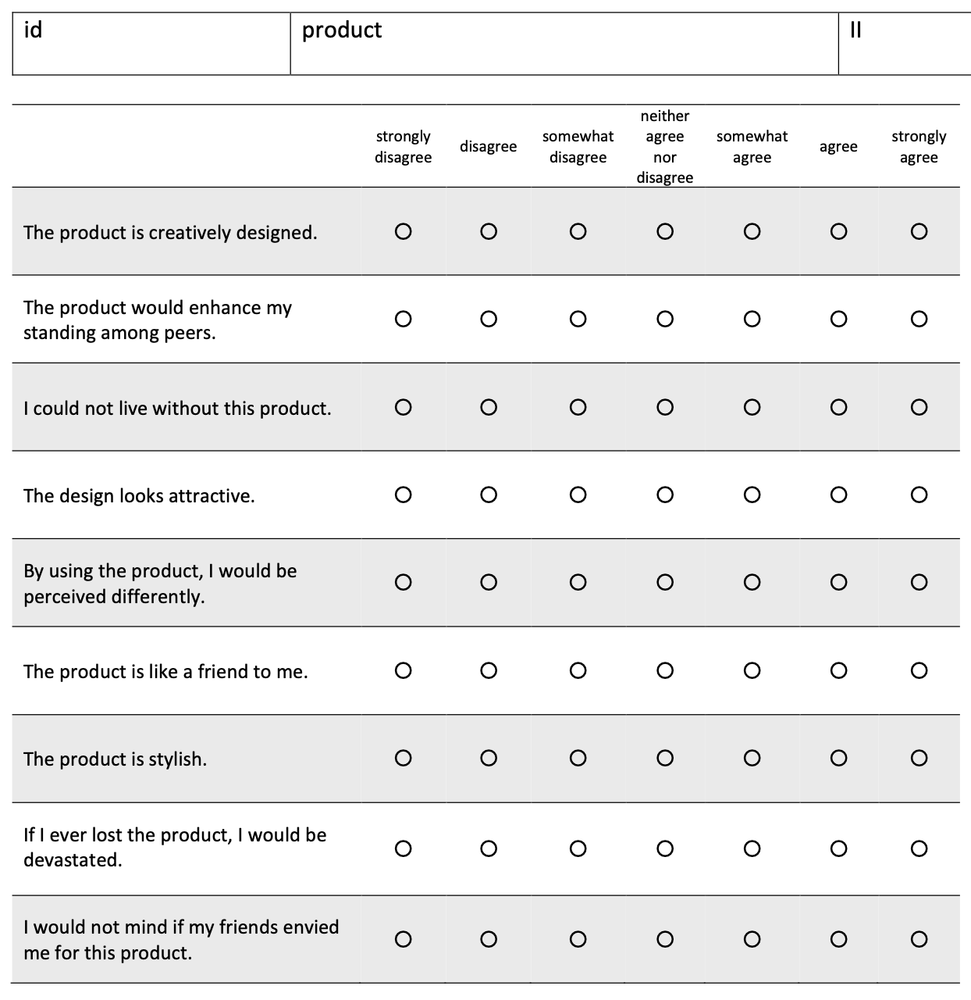 id
product
II
strongly
disagree
disagree
somewhat
disagree
neither
agree
nor
disagree
somewhat
agree
agree
strongly
agree
The product is creatively designed.
The product would enhance my
standing among peers.
I could not live without this product.
The design looks attractive.
By using the product, I would be
perceived differently.
The product is like a friend to me.
The product is stylish.
If I ever lost the product, I would be
devastated.
I would not mind if my friends envied
me for this product.